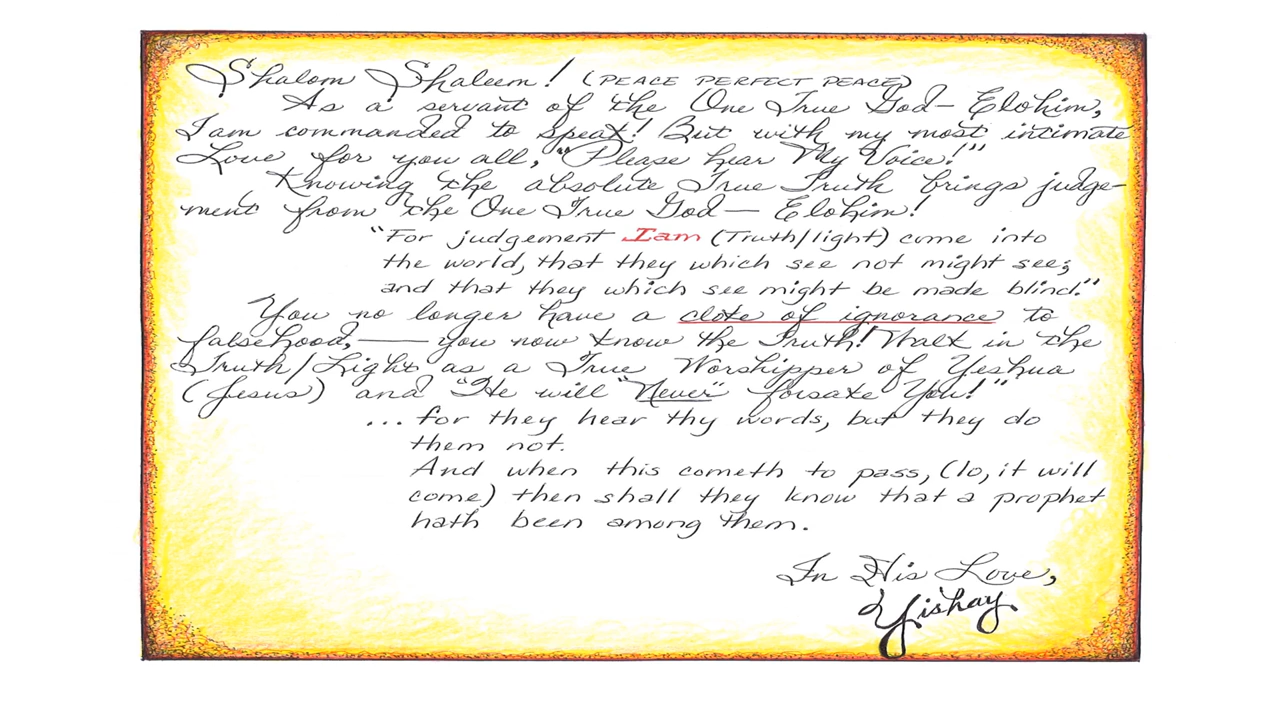 Shalom Shaleem! (PEACE PERFECT PEACE)
As a servant of the One True God — Elohim,
I am commanded to speak! But with my most intimate
Love for you all, "Please hear My Voice!"
Knowing the absolute True Truth brings judge-
ment from the One True God — Elohim!
"For judgement I am (Truth/light) come into
the world, that they which see not might see;
and that they which see might be made blind."
You no longer have a cloke of ignorance to
falsehood, — you now know the Truth! Walk in the
Truth/Light as a True Worshipper of Yeshua
(Jesus) and "He will "Never" forsake You!"
... for they hear thy words, but they do
them not.
And when this cometh to pass, (lo, it will
come) then shall they know that a prophet
hath been among them.
In His Love,
Yishay